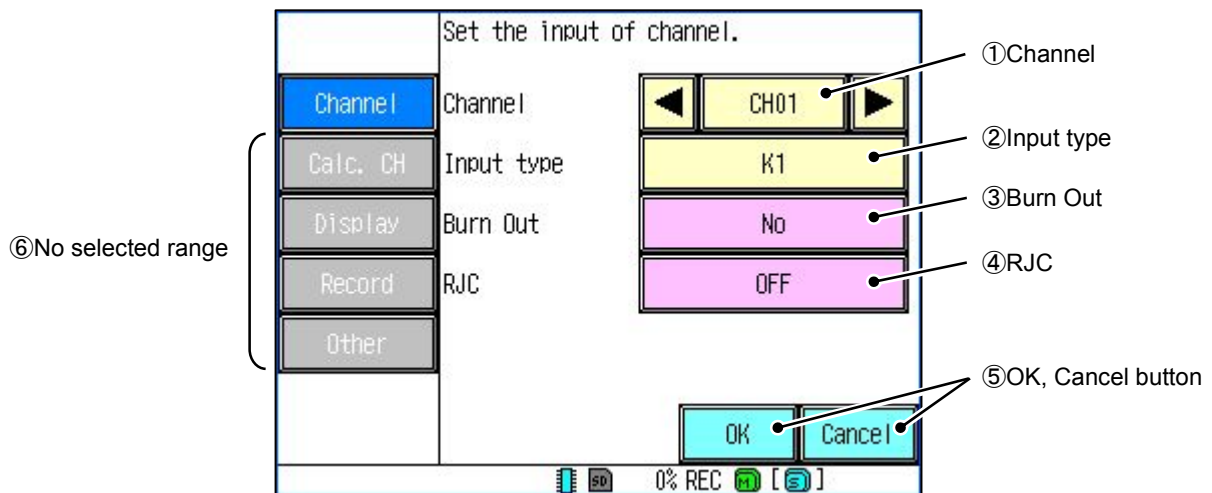 Set the input of channel.
①Channel
Channel
Channel
◀ CH01 ▶
②Input type
Calc. CH
Input type
K1
③Burn Out
Display
Burn Out
No
⑥No selected range
④RJC
Record
RJC
OFF
Other
⑤OK, Cancel button
OK
Cancel
SD 0% REC M [S]